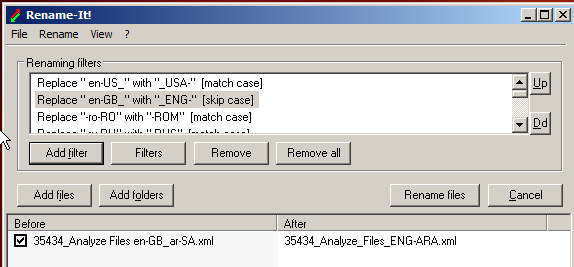 Rename-It!
File Rename View ?
Renaming filters
Replace " en-US_" with "_USA-" [match case]
Replace " en-GB_" with "_ENG-" [skip case]
Replace "-ro-RO" with "-ROM" [match case]
Up
Dd
Add filter Filters Remove Remove all
Add files Add folders Rename files Cancel
Before After
35434_Analyze Files en-GB_ar-SA.xml 35434_Analyze_Files_ENG-ARA.xml